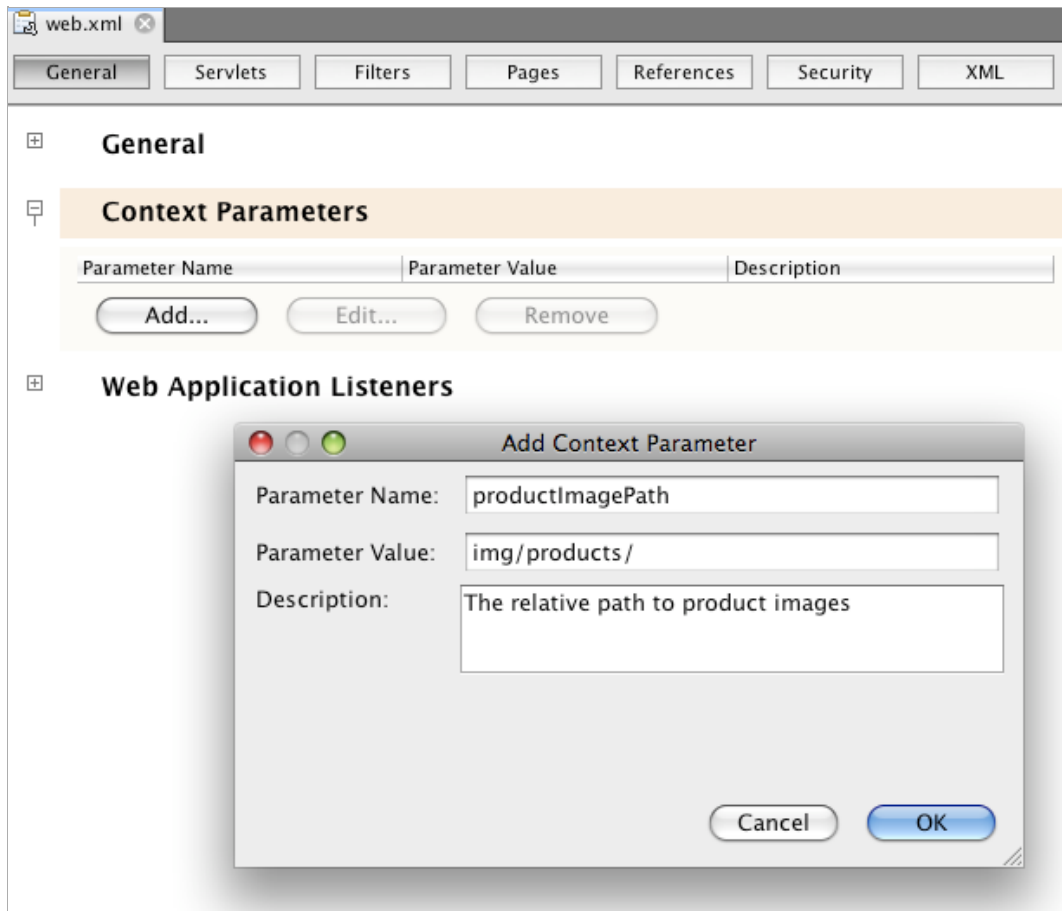 web.xml
General Servlets Filters Pages References Security XML
General
Context Parameters
Parameter Name Parameter Value Description
Add... Edit... Remove
Web Application Listeners
Add Context Parameter
Parameter Name: productImagePath
Parameter Value: img/products/
Description: The relative path to product images
Cancel OK